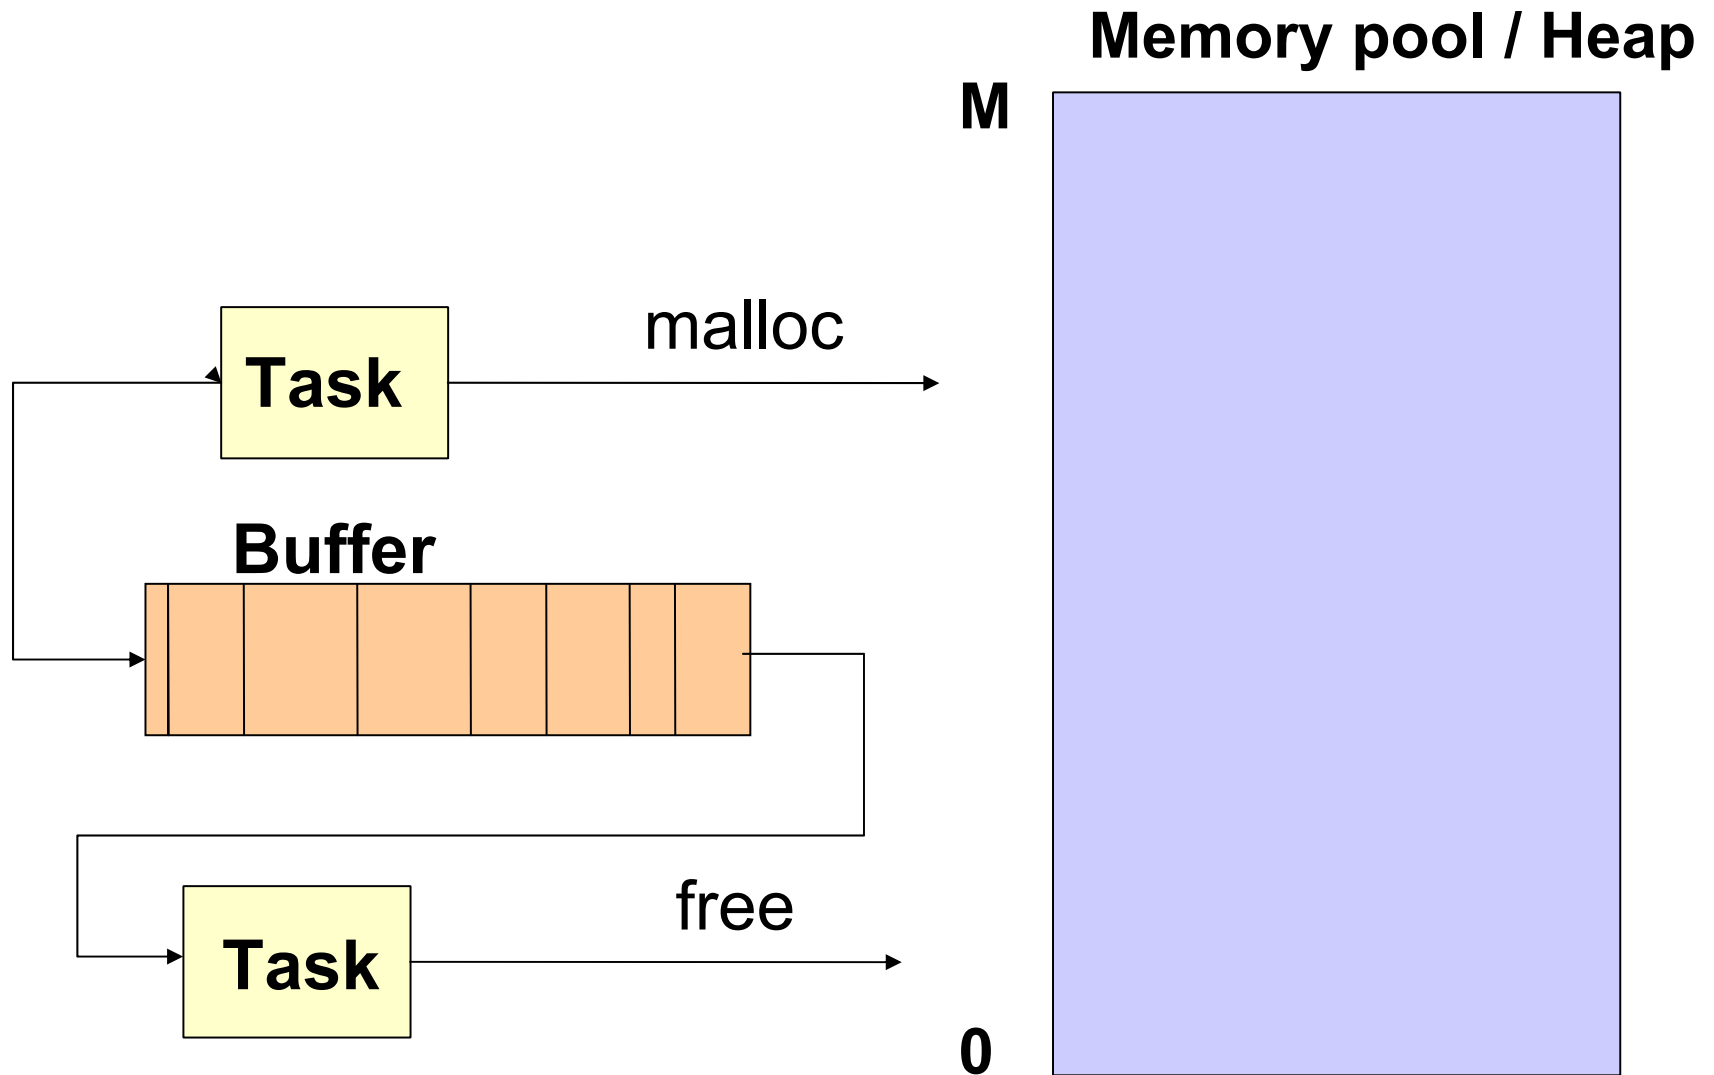 Memory pool / Heap
M
malloc
Task
Buffer
free
Task
0